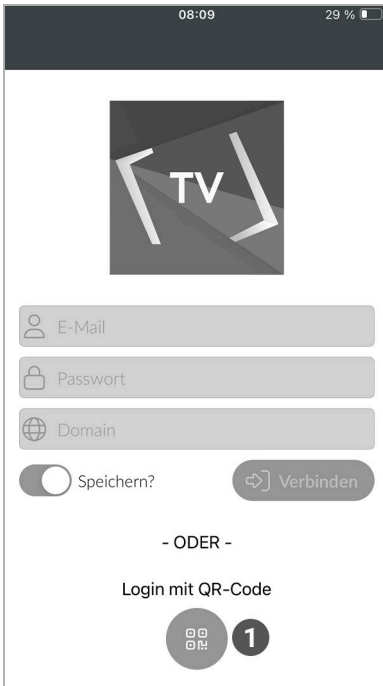 08:09 29 %
TV
E-Mail
Passwort
Domain
Speichern? Verbinden
- ODER -
Login mit QR-Code
1